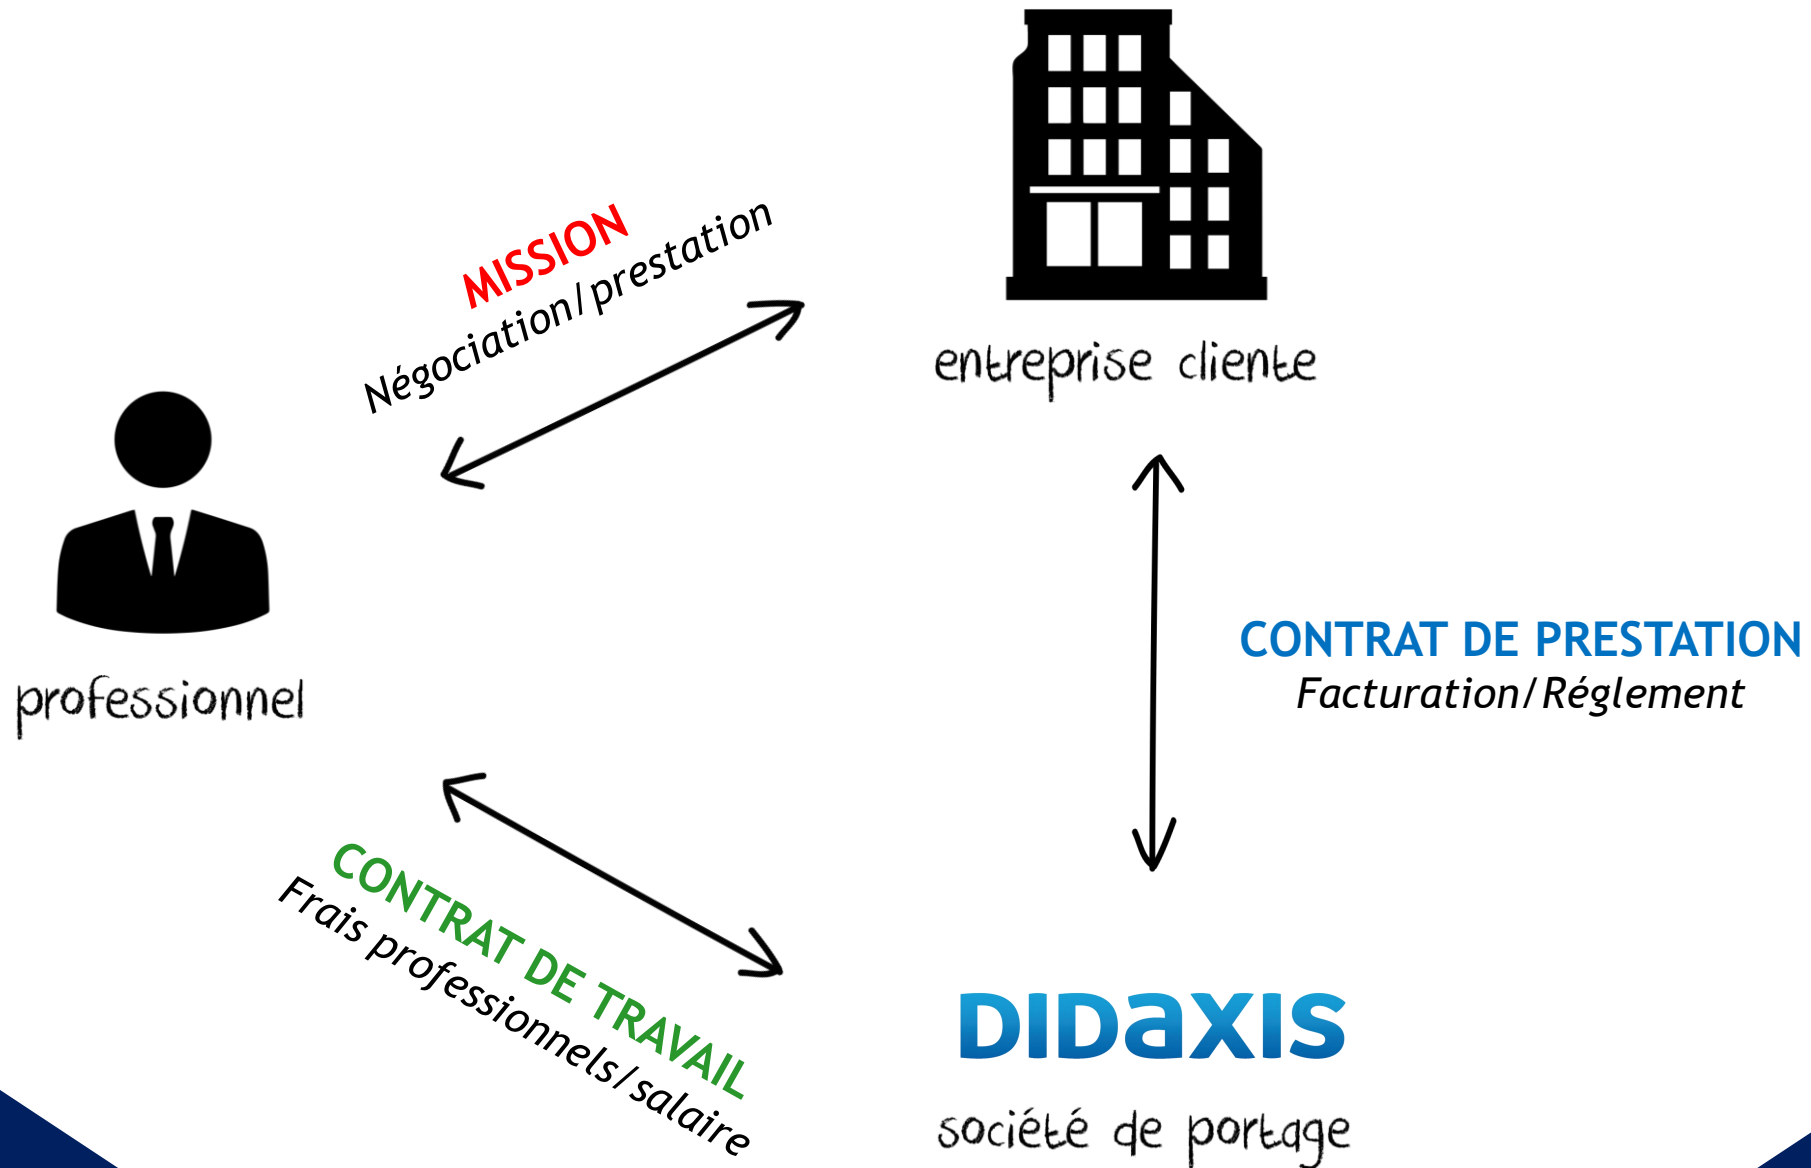 MISSION
Négociation/prestation
entreprise cliente
professionnel
CONTRAT DE PRESTATION
Facturation/Réglement
CONTRAT DE TRAVAIL
Frais professionnels/salaire
DIDaXIS
société de portage